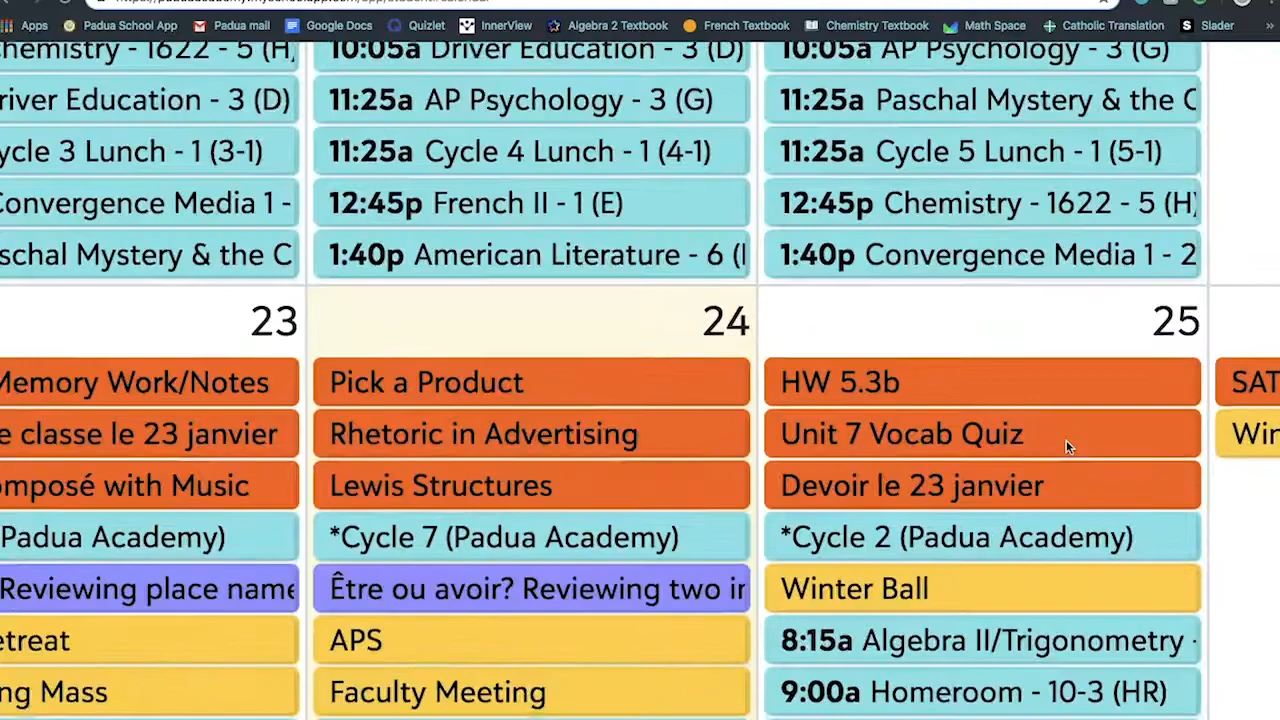 Apps Padua School App Padua mail Google Docs Quizlet InnerView Algebra 2 Textbook French Textbook Chemistry Textbook Math Space Catholic Translation Slader »
hemistry - 1622 - 5 (H)
river Education - 3 (D)
ycle 3 Lunch - 1 (3-1)
Convergence Media 1 -
schal Mystery & the C
10:05a Driver Education - 3 (D)
11:25a AP Psychology - 3 (G)
11:25a Cycle 4 Lunch - 1 (4-1)
12:45p French II - 1 (E)
1:40p American Literature - 6 (
10:05a AP Psychology - 3 (G)
11:25a Paschal Mystery & the C
11:25a Cycle 5 Lunch - 1 (5-1)
12:45p Chemistry - 1622 - 5 (H)
1:40p Convergence Media 1 - 2
23
Memory Work/Notes
e classe le 23 janvier
omposé with Music
(Padua Academy)
Reviewing place name
etreat
ng Mass
24
Pick a Product
Rhetoric in Advertising
Lewis Structures
*Cycle 7 (Padua Academy)
Être ou avoir? Reviewing two ir
APS
Faculty Meeting
25
HW 5.3b
Unit 7 Vocab Quiz
Devoir le 23 janvier
*Cycle 2 (Padua Academy)
Winter Ball
8:15a Algebra II/Trigonometry -
9:00a Homeroom - 10-3 (HR)
SAT
Win